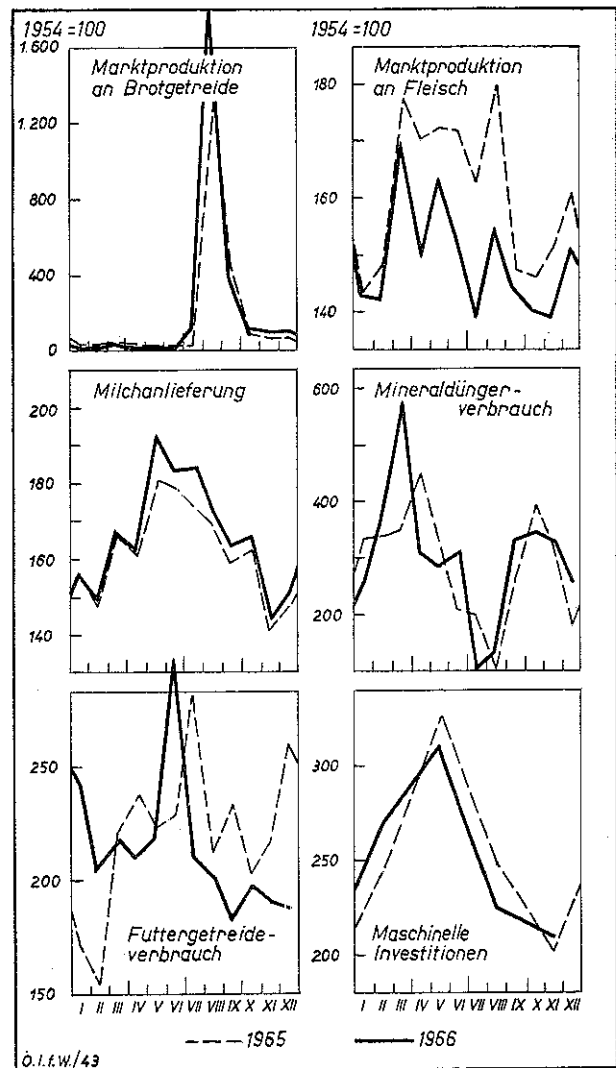 1954=100
1954=100
Marktproduktion
an Brotgetreide
Marktproduktion
an Fleisch
1.600
1.200
800
400
0
180
160
140
Milchanlieferung
Mineraldünger-
verbrauch
200
180
160
140
600
400
200
250
200
150
300
250
200
Futtergetreide-
verbrauch
Maschinelle
Investitionen
I II III IV V VI VII VIII IX X XI XII
I II III IV V VI VII VIII IX X XI XII
1965
1966
Ö.I.f.W./43